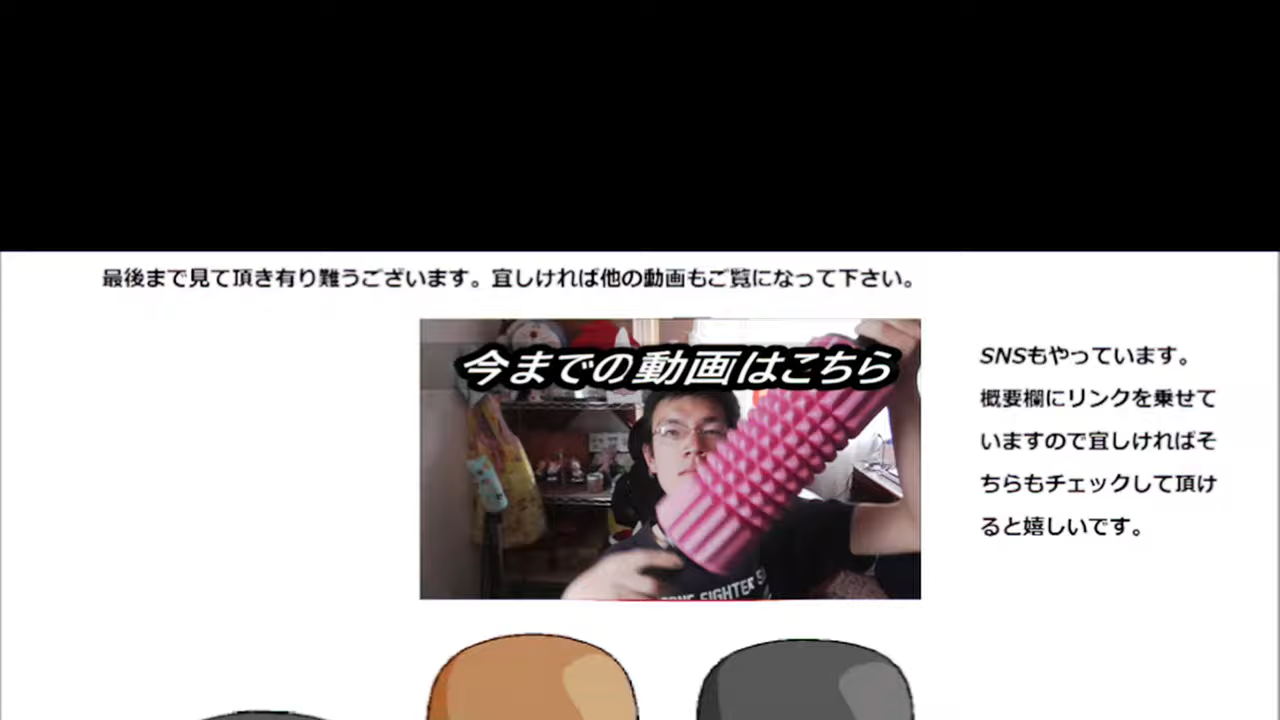 最後まで見て頂き有り難うございます。宜しければ他の動画もご覧になって下さい。
今までの動画はこちら
SNSもやっています。
概要欄にリンクを乗せて
いますので宜しければそ
ちらもチェックして頂け
ると嬉しいです。
FIGHTER